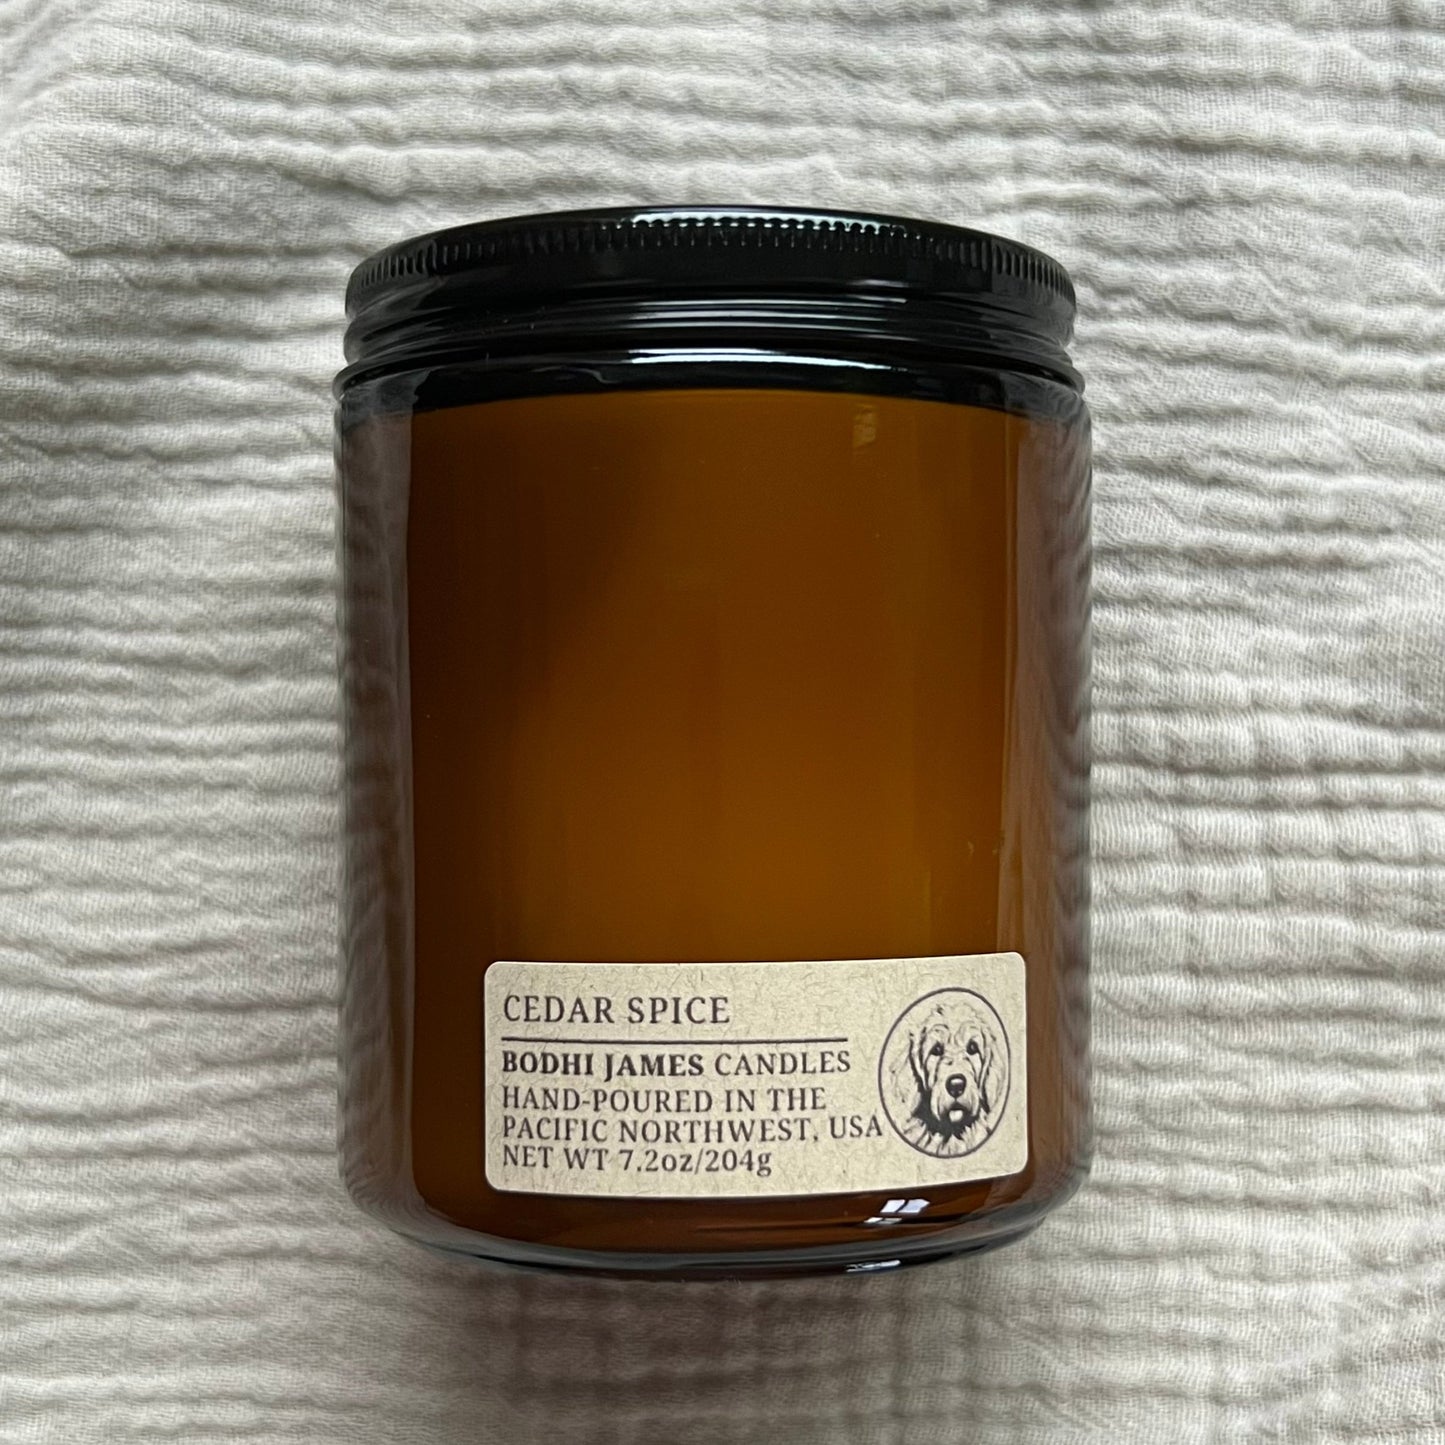 CEDAR SPICE
BODHI JAMES CANDLES
HAND-POURED IN THE
PACIFIC NORTHWEST, USA
NET WT 7.2oz/204g